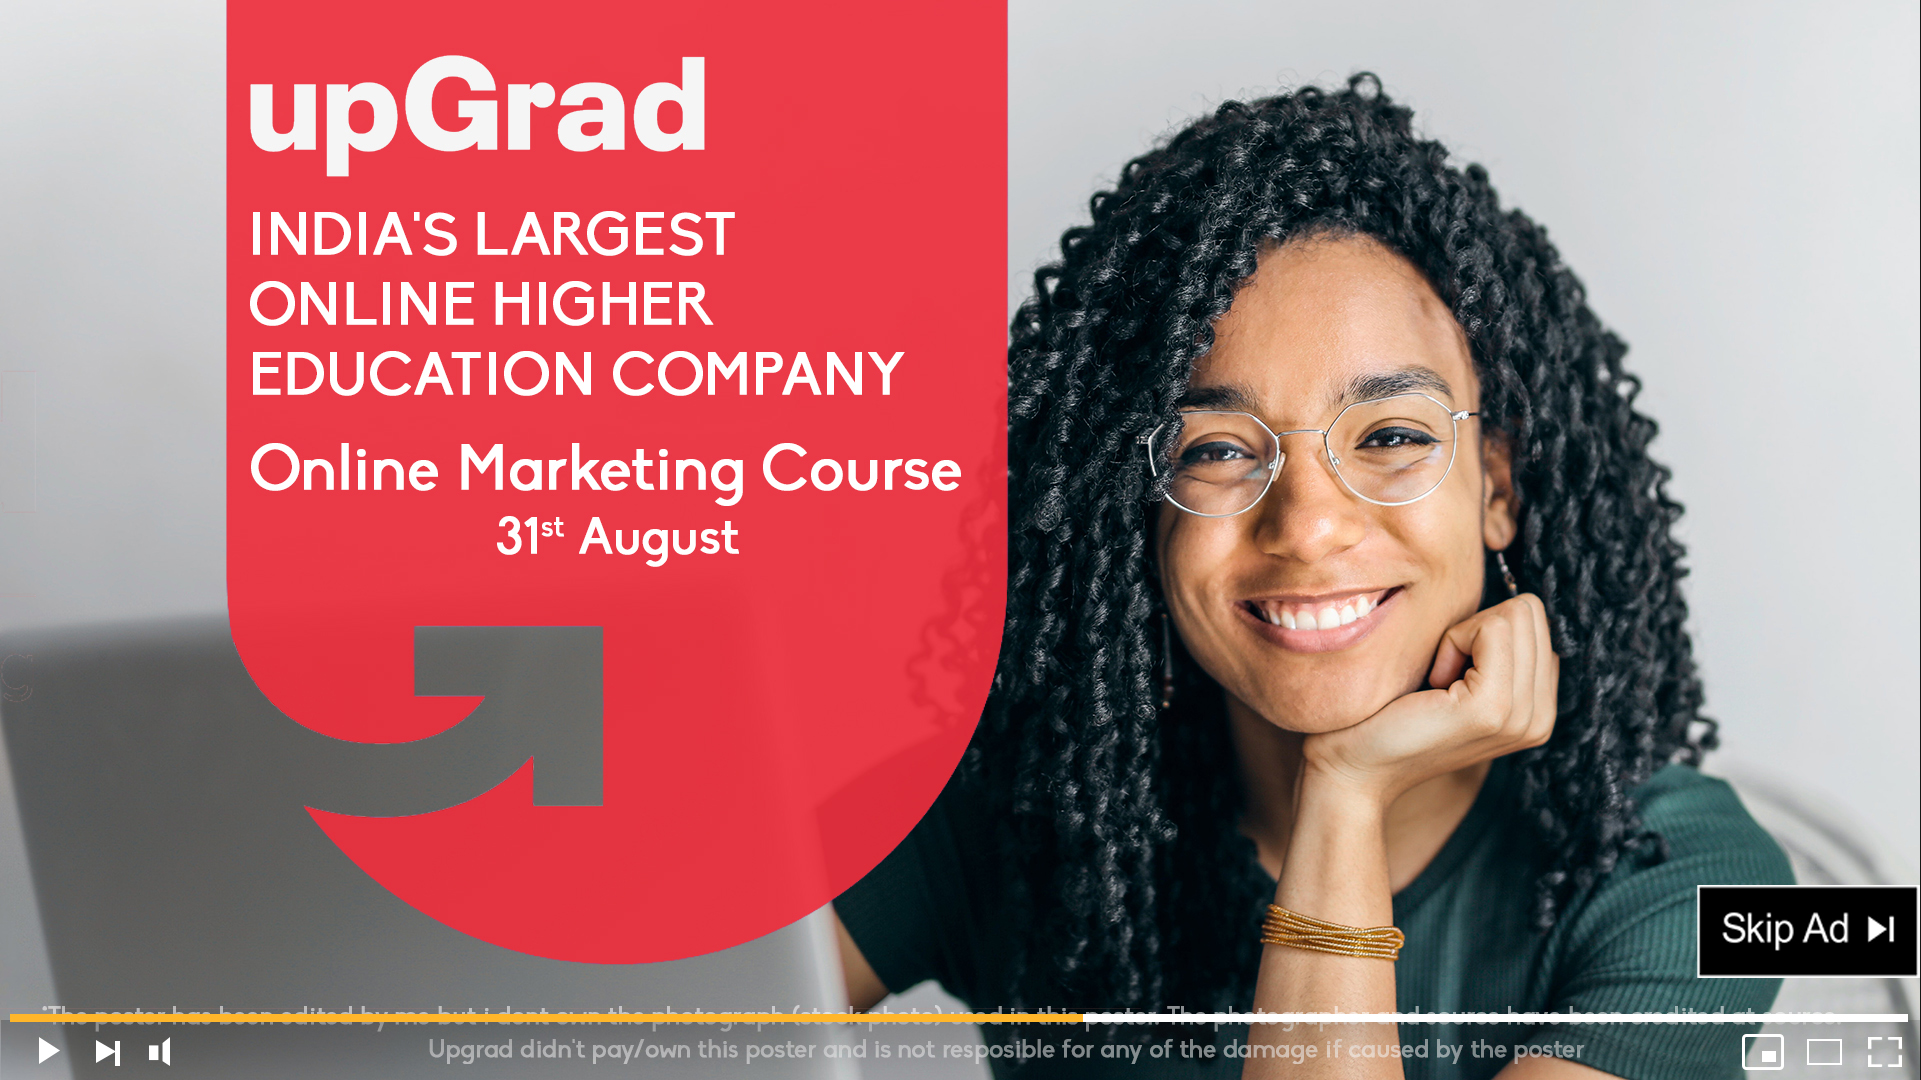 upGrad
INDIA'S LARGEST
ONLINE HIGHER
EDUCATION COMPANY
Online Marketing Course
31st August
Skip Ad
*The poster has been edited by me but i dont own the photograph (stock photo) used in this poster. The photographer and source have been credited at source.
Upgrad didn't pay/own this poster and is not resposible for any of the damage if caused by the poster